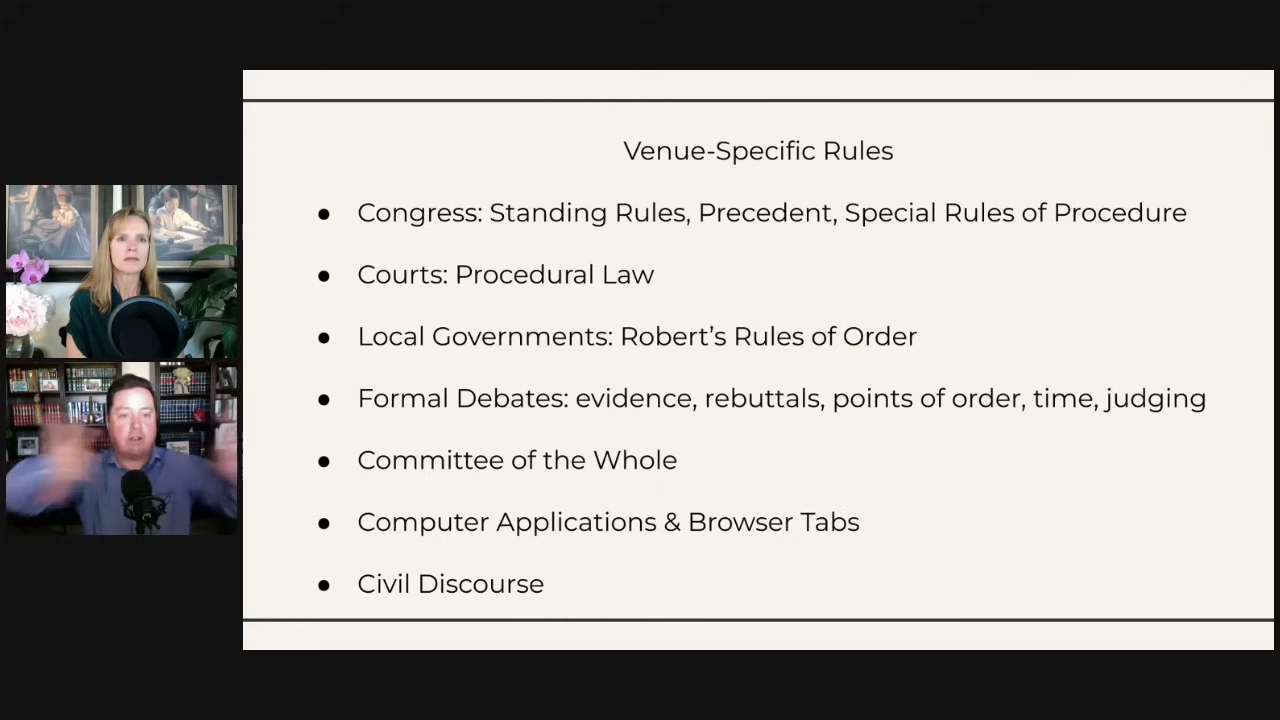 Venue-Specific Rules
● Congress: Standing Rules, Precedent, Special Rules of Procedure
● Courts: Procedural Law
● Local Governments: Robert’s Rules of Order
● Formal Debates: evidence, rebuttals, points of order, time, judging
● Committee of the Whole
● Computer Applications & Browser Tabs
● Civil Discourse